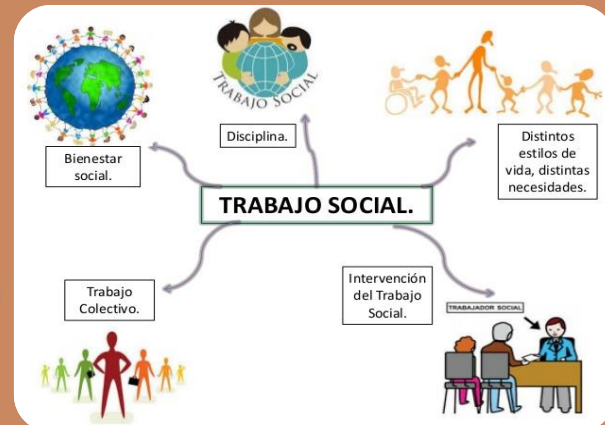 TRABAJO SOCIAL
Disciplina.
Bienestar
social.
Distintos
estilos de
vida, distintas
necesidades.
TRABAJO SOCIAL.
Trabajo
Colectivo.
Intervención
del Trabajo
Social.
TRABAJADOR SOCIAL